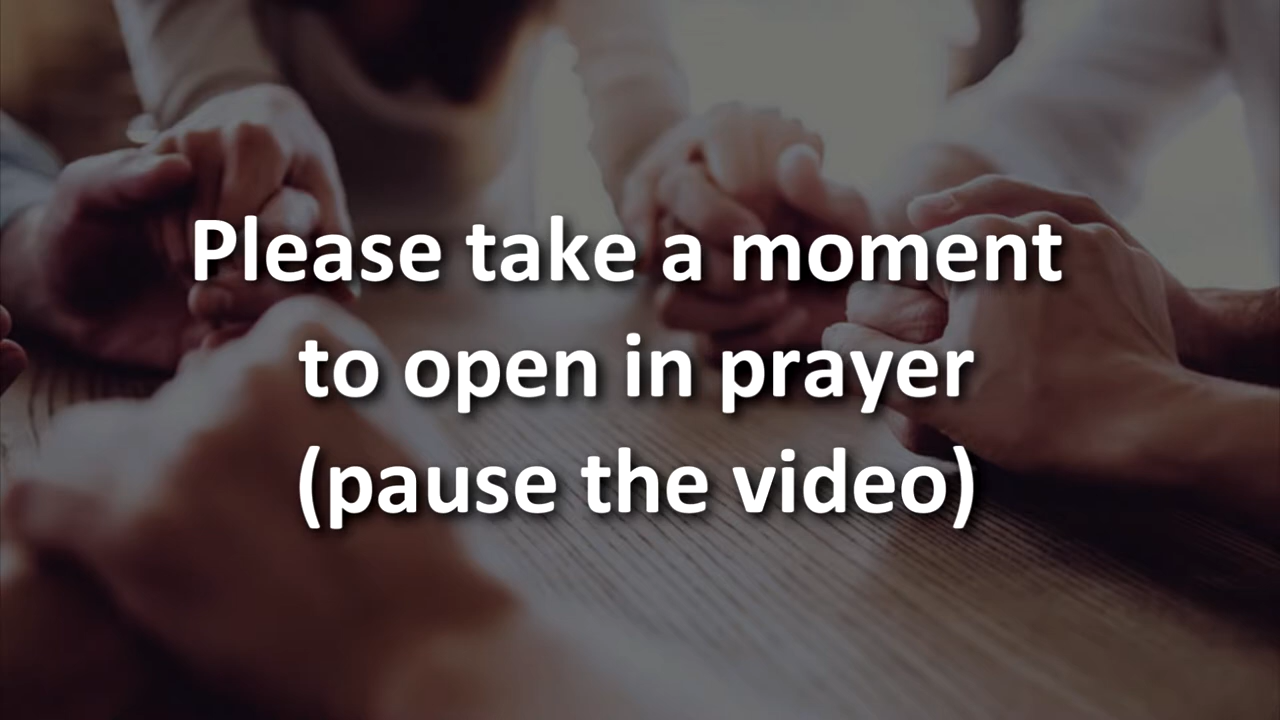 Please take a moment
to open in prayer
(pause the video)